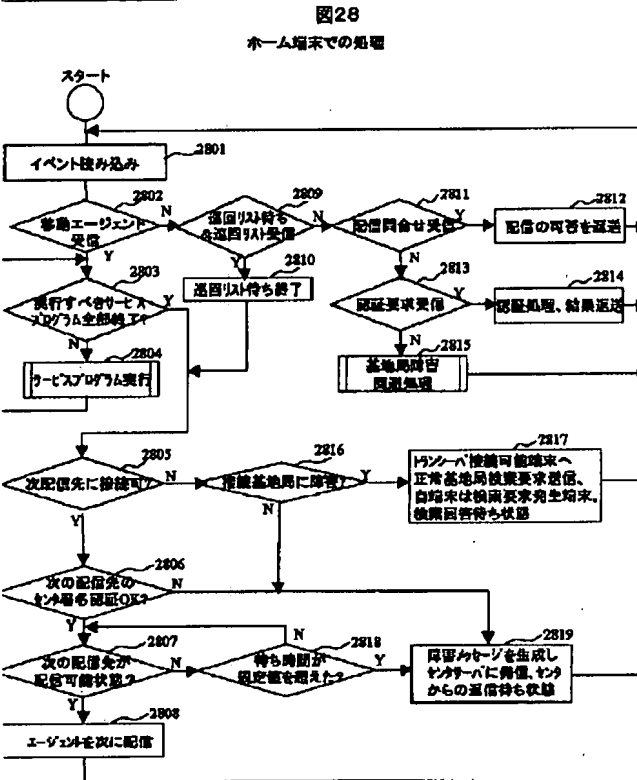 図28
ホーム端末での処理
スタート
イベント読み込み
2801
移動エージェント
受信
2802
N
Y
巡回リスト待ち
&巡回リスト受信
2809
N
Y
配信問合せ受信
2811
Y
N
配信の可否を返送
2812
2803
実行すべきサービス
プログラム全部終了?
Y
N
2810
巡回リスト待ち終了
2813
認証要求受信
Y
N
2814
認証処理、結果返送
2804
サービスプログラム実行
2815
基地局障害
関連処理
2805
次配信先に接続可?
N
Y
2816
接続基地局に障害?
Y
N
2817
トランシーバ接続可能端末へ
正常基地局検索要求送信、
自端末は検索要求発生端末。
検索回答待ち状態
2806
次の配信先の
センタ署名認証OK?
N
Y
2807
次の配信先が
配信可能状態?
N
Y
N
2818
待ち時間が
規定値を超えた?
Y
2819
障害メッセージを生成し
センタサーバに発信、センタ
からの返信待ち状態
2808
エージェントを次に配信